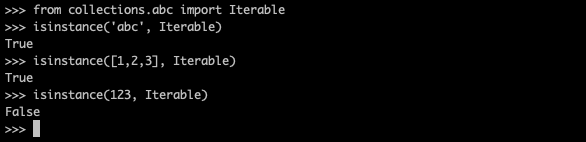 >>> from collections.abc import Iterable
>>> isinstance('abc', Iterable)
True
>>> isinstance([1,2,3], Iterable)
True
>>> isinstance(123, Iterable)
False
>>>